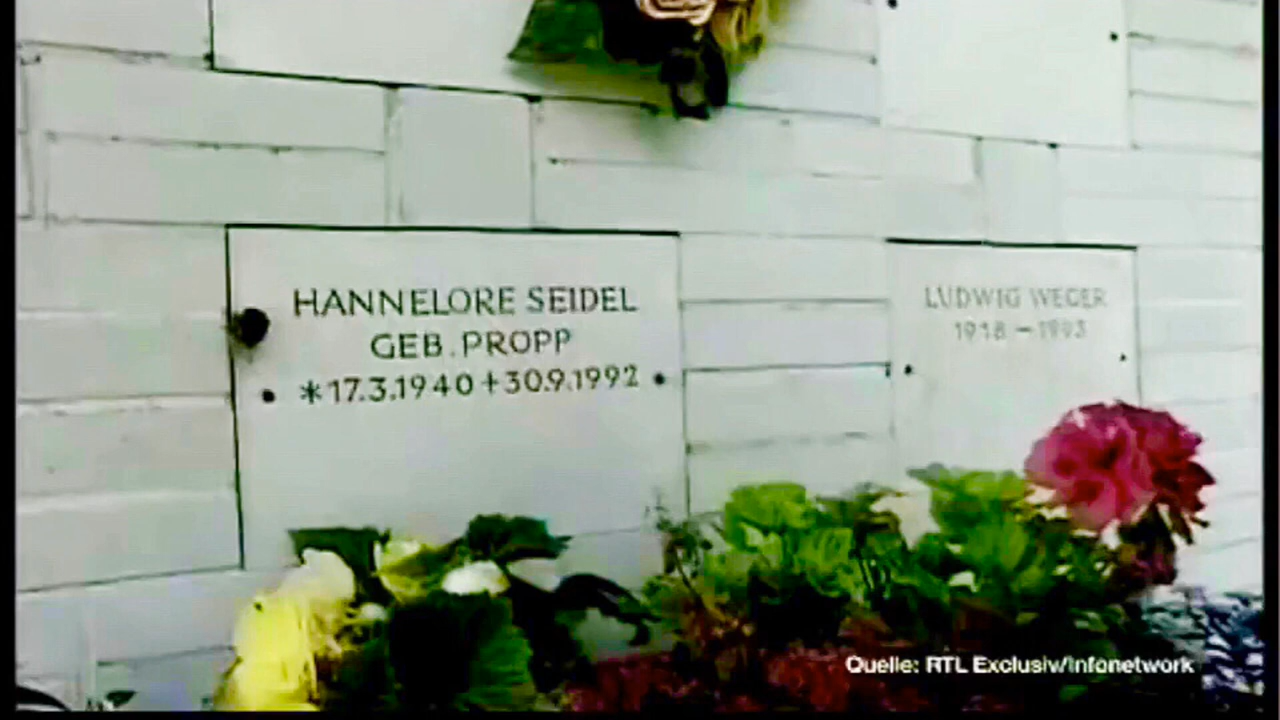 HANNELORE SEIDEL
GEB. PROPP
*17.3.1940 +30.9.1992
LUDWIG WEGER
1918 – 1993
Quelle: RTL Exclusiv/Infonetwork